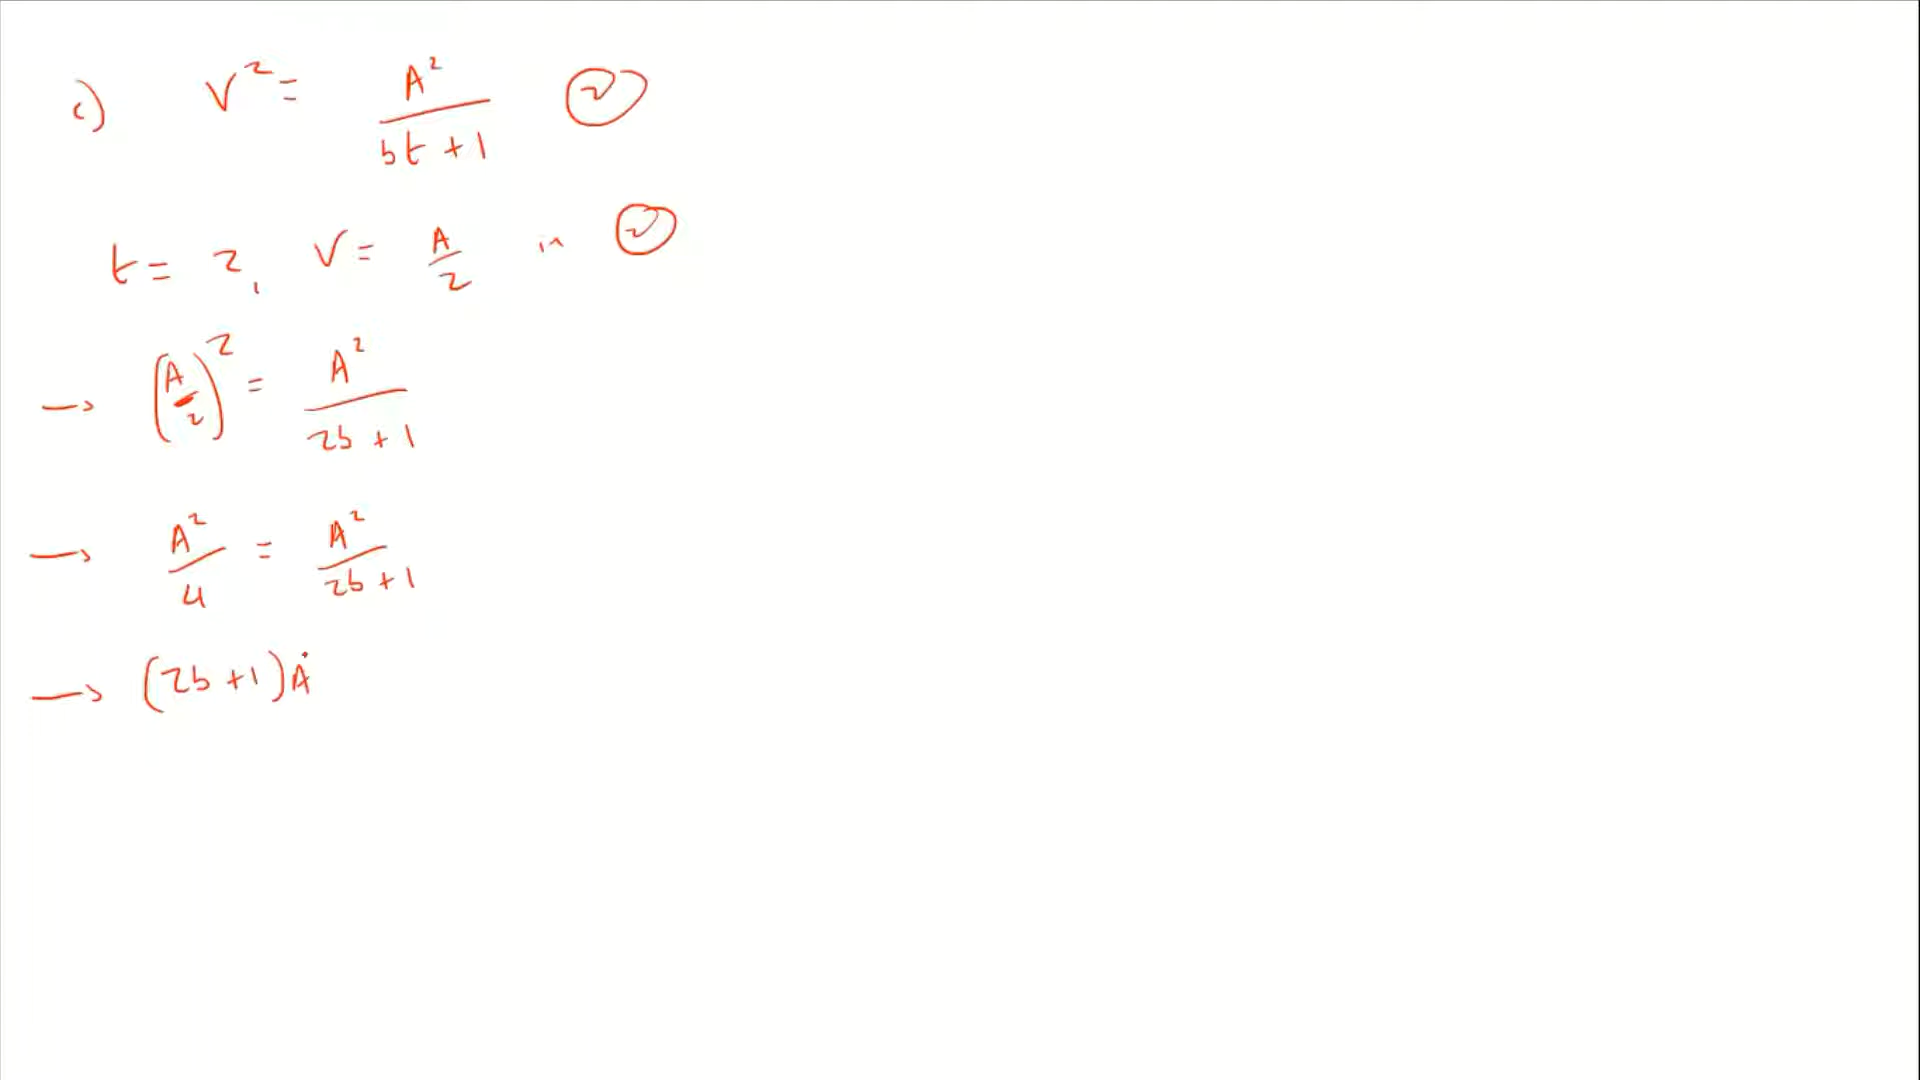 c) V² = A² / (bt + 1) ②
t = 2, V = A/2 in ②
→ (A/2)² = A² / (2b + 1)
→ A²/4 = A² / (2b + 1)
→ (2b + 1)A